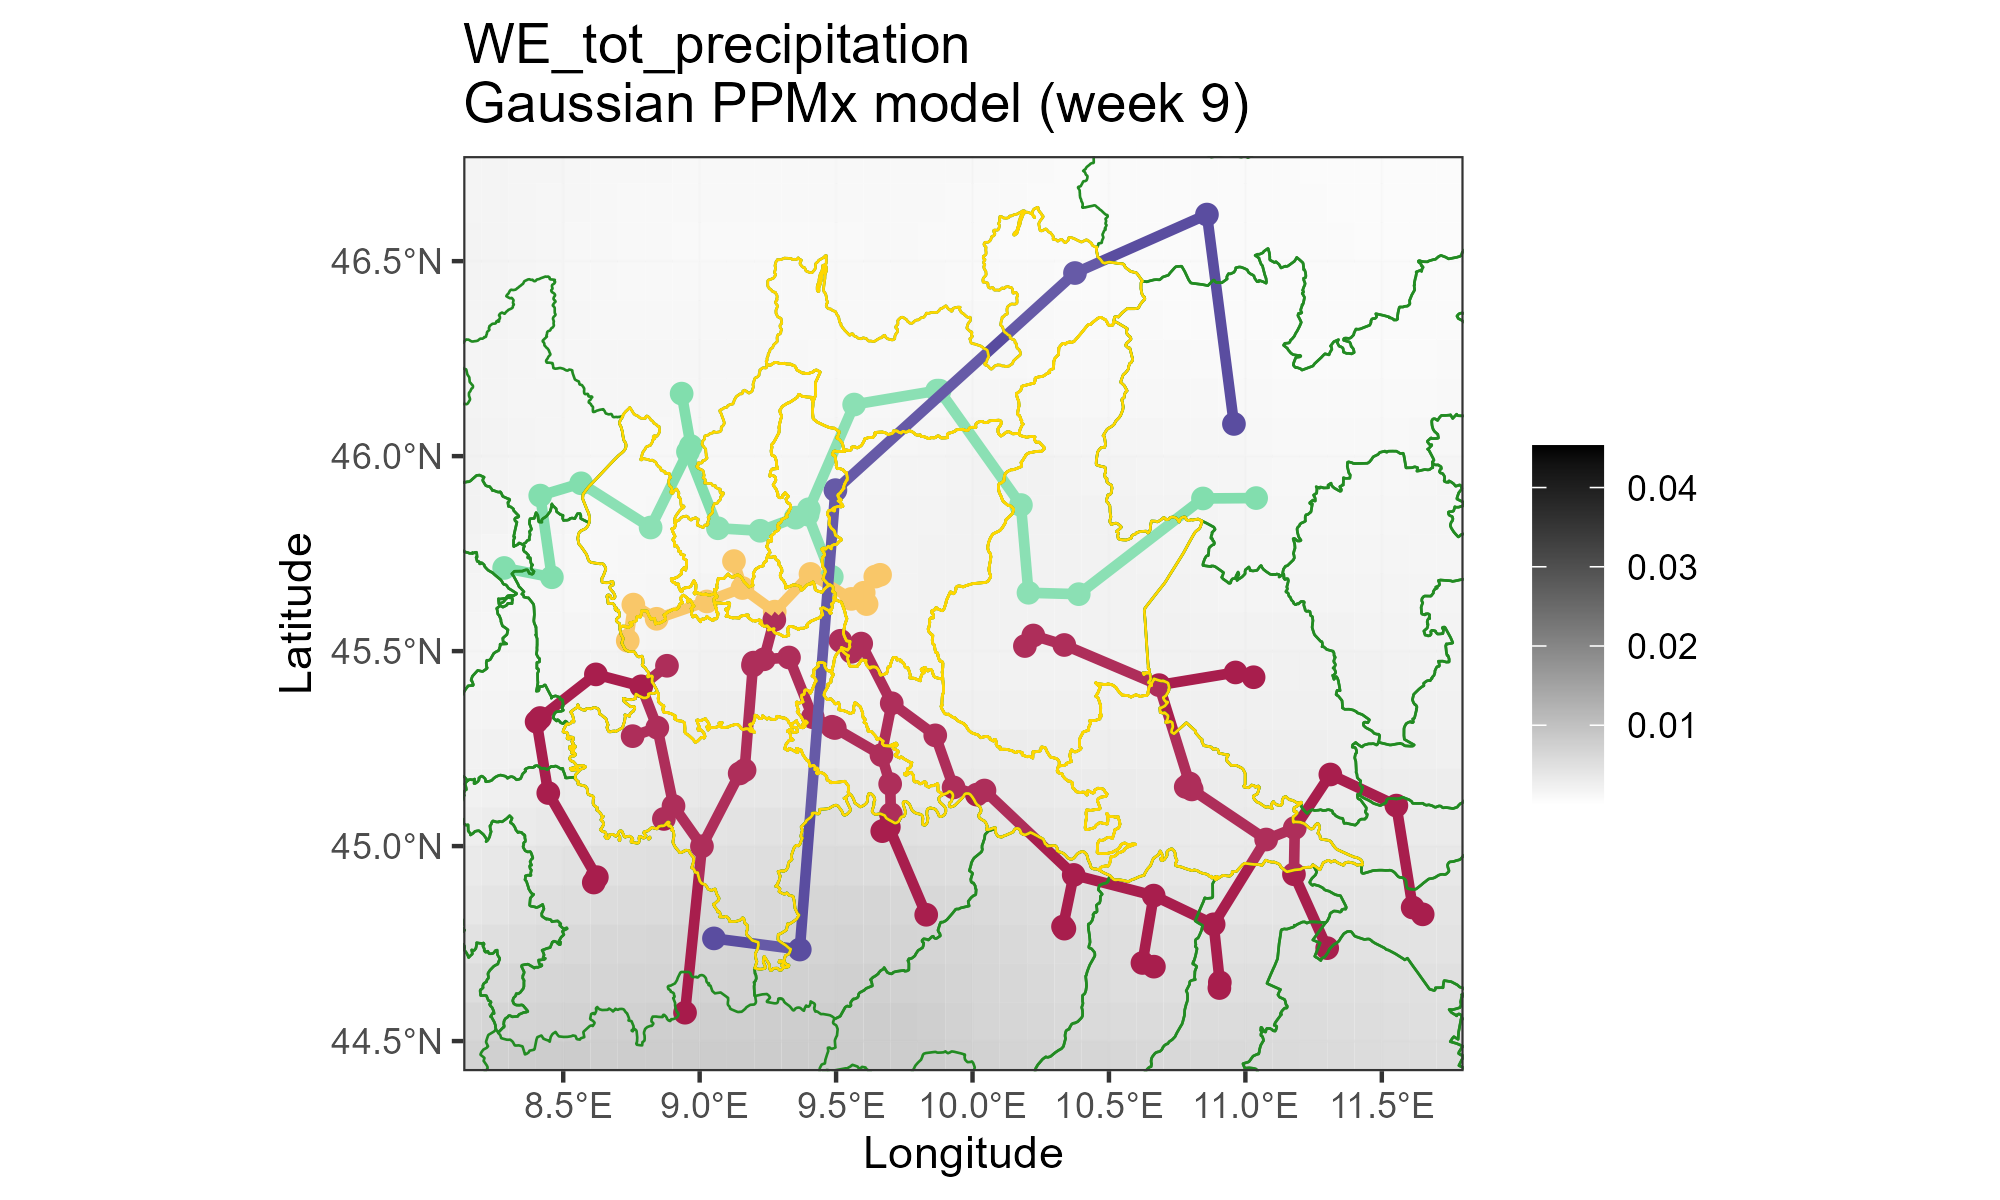 WE_tot_precipitation
Gaussian PPMx model (week 9)
46.5°N
46.0°N
45.5°N
45.0°N
44.5°N
Latitude
8.5°E
9.0°E
9.5°E
10.0°E
10.5°E
11.0°E
11.5°E
Longitude
0.04
0.03
0.02
0.01